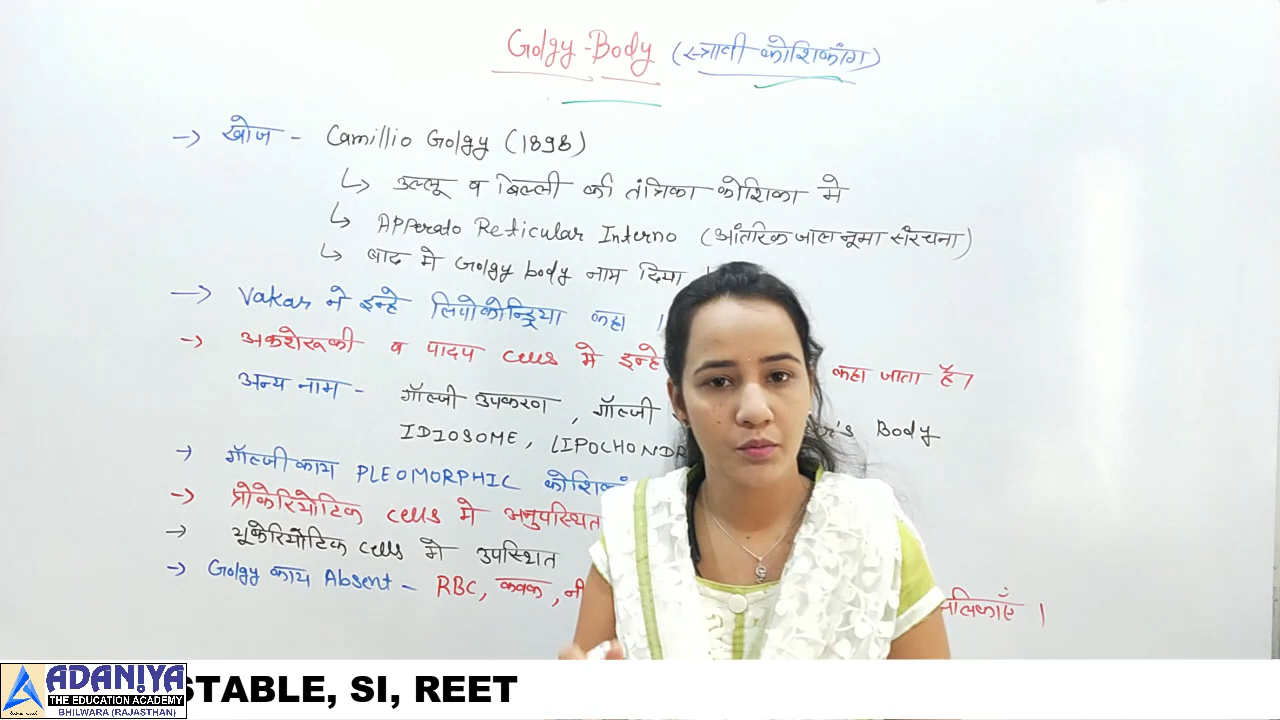 Golgy-Body (स्त्रावी कोशिकांग)
→ खोज - Camillio Golgy (1898)
↳ उल्लू व बिल्ली की तंत्रिका कोशिका मे
↳ Apperato Reticular Interno (आंतरिक जाल नूमा संरचना)
↳ बाद मे Golgy body नाम दिया
→ Vakar ने इन्हे लिपोकोन्ड्रिया कहा ।
→ अकशेरूकी व पादप cells मे इन्हे कहा जाता है।
अन्य नाम - गॉल्जी उपकरण, गॉल्जी Body
IDIOSOME, LIPOCHONDR
→ गॉल्जीकाय PLEOMORPHIC कोशिकां
→ प्रोकेरियोटिक cells मे अनुपस्थित
→ यूकेरियोटिक cells मे उपस्थित
→ Golgy काय Absent - RBC, कवक, नलिकाएँ ।
STABLE, SI, REET
ADANIYA
THE EDUCATION ACADEMY
BHILWARA (RAJASTHAN)